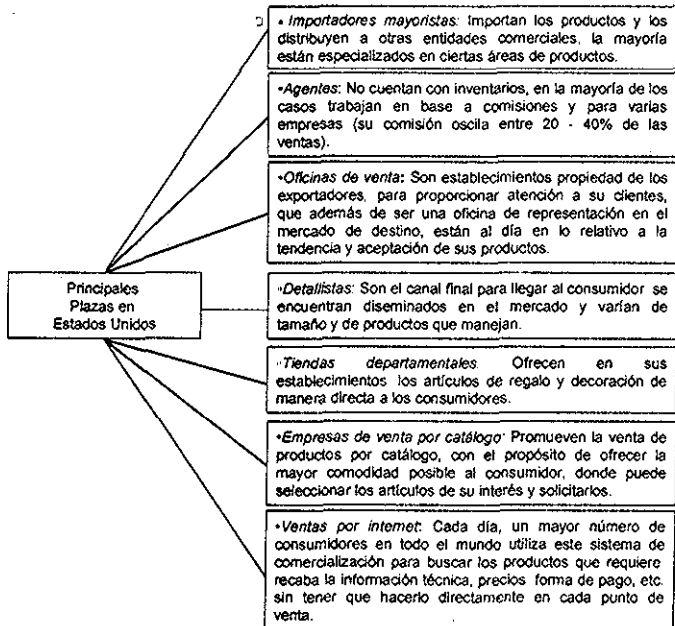 • Importadores mayoristas: Importan los productos y los
distribuyen a otras entidades comerciales, la mayoría
están especializados en ciertas áreas de productos.
•Agentes: No cuentan con inventarios, en la mayoría de los
casos trabajan en base a comisiones y para varias
empresas (su comisión oscila entre 20 - 40% de las
ventas).
•Oficinas de venta: Son establecimientos propiedad de los
exportadores, para proporcionar atención a su clientes,
que además de ser una oficina de representación en el
mercado de destino, están al día en lo relativo a la
tendencia y aceptación de sus productos.
Principales
Plazas en
Estados Unidos
•Detallistas: Son el canal final para llegar al consumidor se
encuentran diseminados en el mercado y varían de
tamaño y de productos que manejan.
•Tiendas departamentales. Ofrecen en sus
establecimientos los artículos de regalo y decoración de
manera directa a los consumidores.
•Empresas de venta por catálogo: Promueven la venta de
productos por catálogo, con el propósito de ofrecer la
mayor comodidad posible al consumidor, donde puede
seleccionar los artículos de su interés y solicitarlos.
•Ventas por internet: Cada día, un mayor número de
consumidores en todo el mundo utiliza este sistema de
comercialización para buscar los productos que requiere
recaba la información técnica, precios forma de pago, etc.
sin tener que hacerlo directamente en cada punto de
venta.